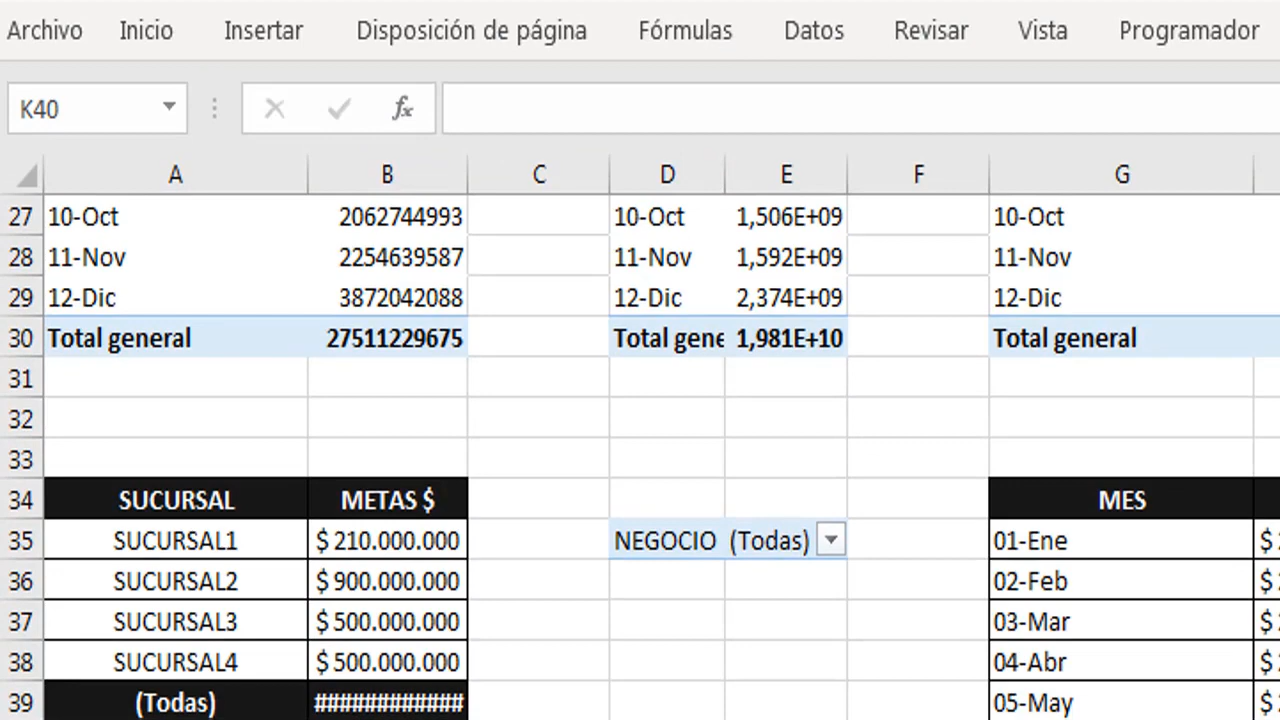 Archivo Inicio Insertar Disposición de página Fórmulas Datos Revisar Vista Programador
K40 fx
A B C D E F G
27 10-Oct 2062744993 10-Oct 1,506E+09 10-Oct
28 11-Nov 2254639587 11-Nov 1,592E+09 11-Nov
29 12-Dic 3872042088 12-Dic 2,374E+09 12-Dic
30 Total general 27511229675 Total gene 1,981E+10 Total general
31
32
33
34 SUCURSAL METAS $ MES
35 SUCURSAL1 $ 210.000.000 NEGOCIO (Todas) 01-Ene $
36 SUCURSAL2 $ 900.000.000 02-Feb $
37 SUCURSAL3 $ 500.000.000 03-Mar $
38 SUCURSAL4 $ 500.000.000 04-Abr $
39 (Todas) ############ 05-May $